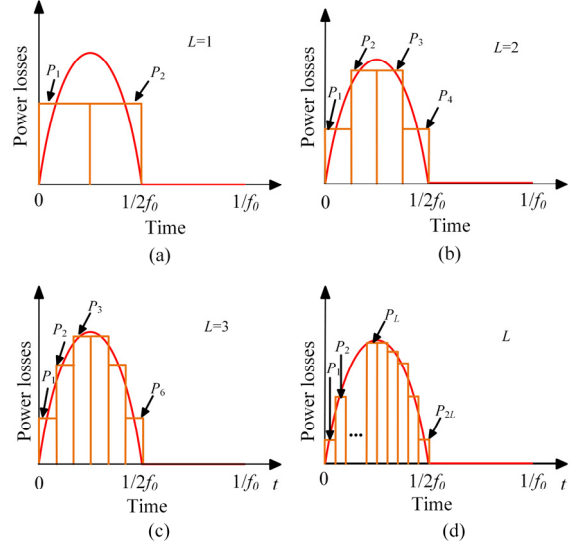 L=1
P1
P2
Power losses
0
1/2f0
1/f0
Time
(a)
L=2
P1
P2
P3
P4
Power losses
0
1/2f0
1/f0
Time
(b)
L=3
P1
P2
P3
P6
Power losses
0
1/2f0
1/f0
t
Time
(c)
L
P1
P2
PL
P2L
...
Power losses
0
1/2f0
1/f0
t
Time
(d)